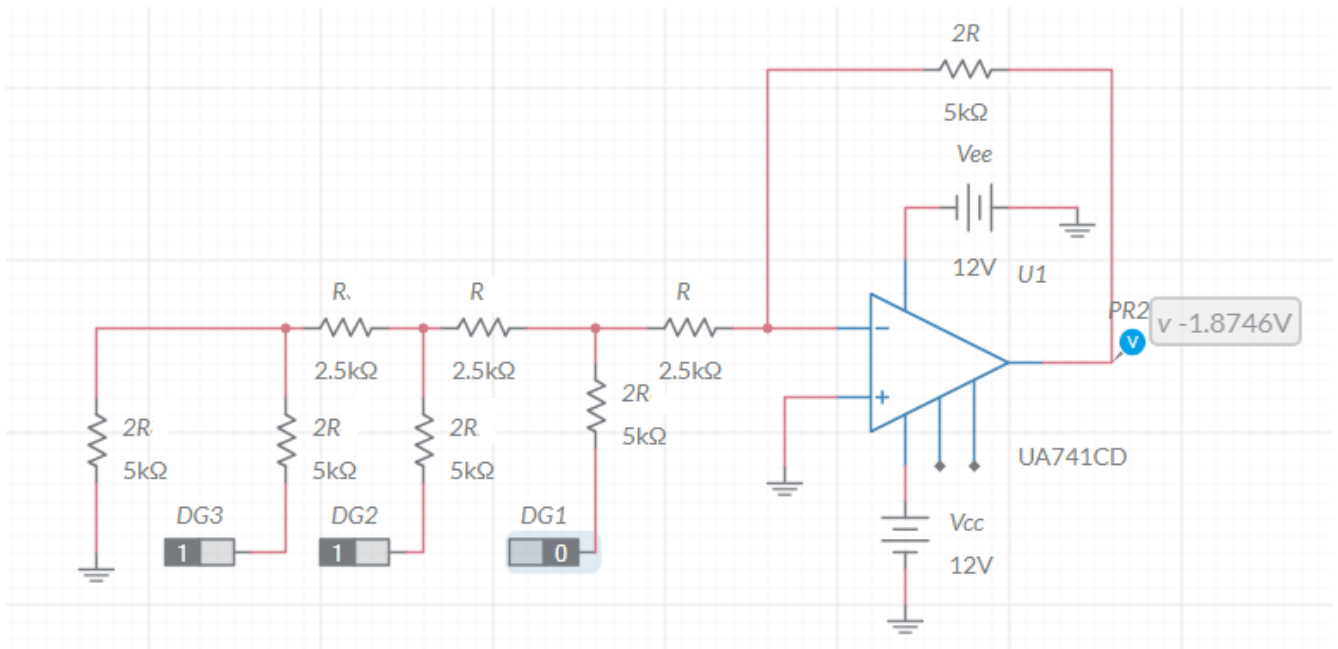 2R
5kΩ
Vee
12V
U1
R
R
R
PR2
v -1.8746V
2.5kΩ
2.5kΩ
2.5kΩ
2R
5kΩ
2R
5kΩ
2R
5kΩ
2R
5kΩ
UA741CD
DG3
1
DG2
1
DG1
0
Vcc
12V